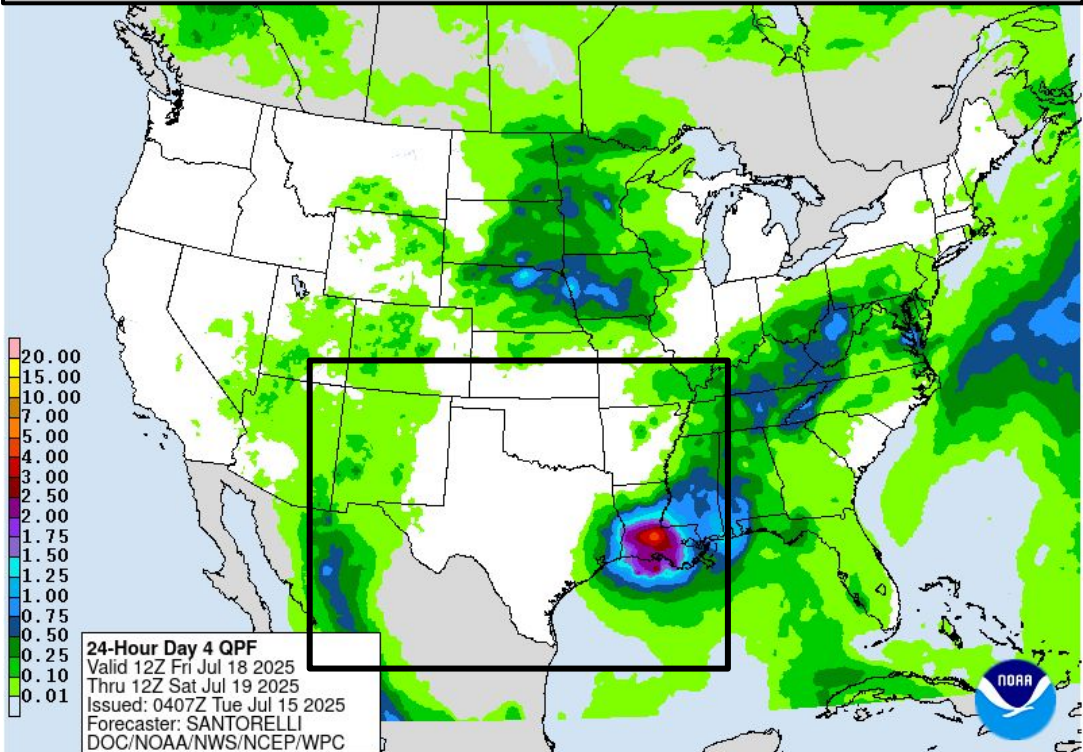 20.00
15.00
10.00
7.00
5.00
4.00
3.00
2.50
2.00
1.75
1.50
1.25
1.00
0.75
0.50
0.25
0.10
0.01
24-Hour Day 4 QPF
Valid 12Z Fri Jul 18 2025
Thru 12Z Sat Jul 19 2025
Issued: 0407Z Tue Jul 15 2025
Forecaster: SANTORELLI
DOC/NOAA/NWS/NCEP/WPC
NOAA